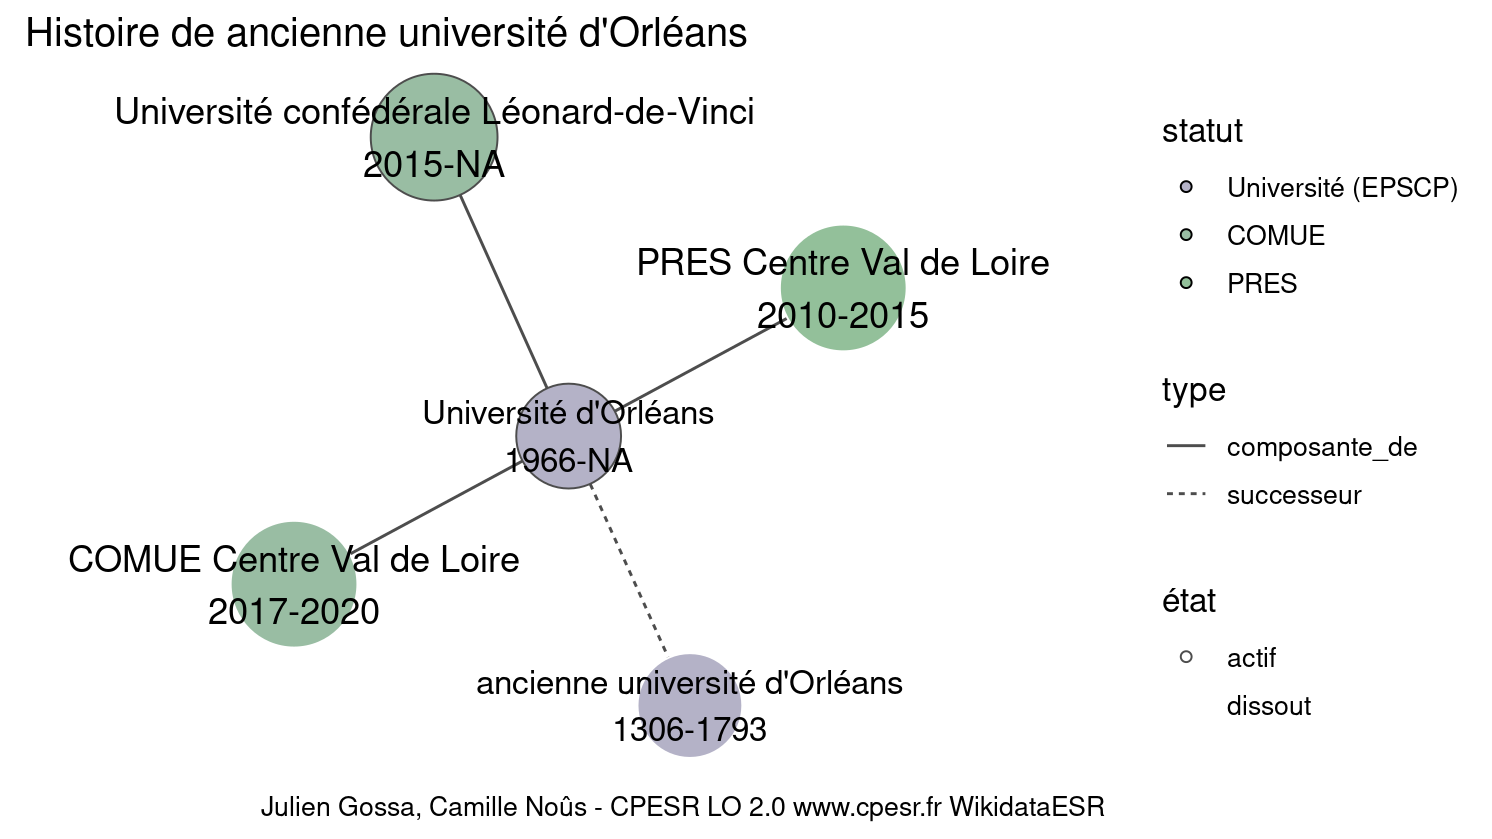 Histoire de ancienne université d'Orléans
Université confédérale Léonard-de-Vinci
2015-NA
PRES Centre Val de Loire
2010-2015
Université d'Orléans
1966-NA
COMUE Centre Val de Loire
2017-2020
ancienne université d'Orléans
1306-1793
statut
Université (EPSCP)
COMUE
PRES
type
composante_de
successeur
état
actif
dissout
Julien Gossa, Camille Noûs - CPESR LO 2.0 www.cpesr.fr WikidataESR